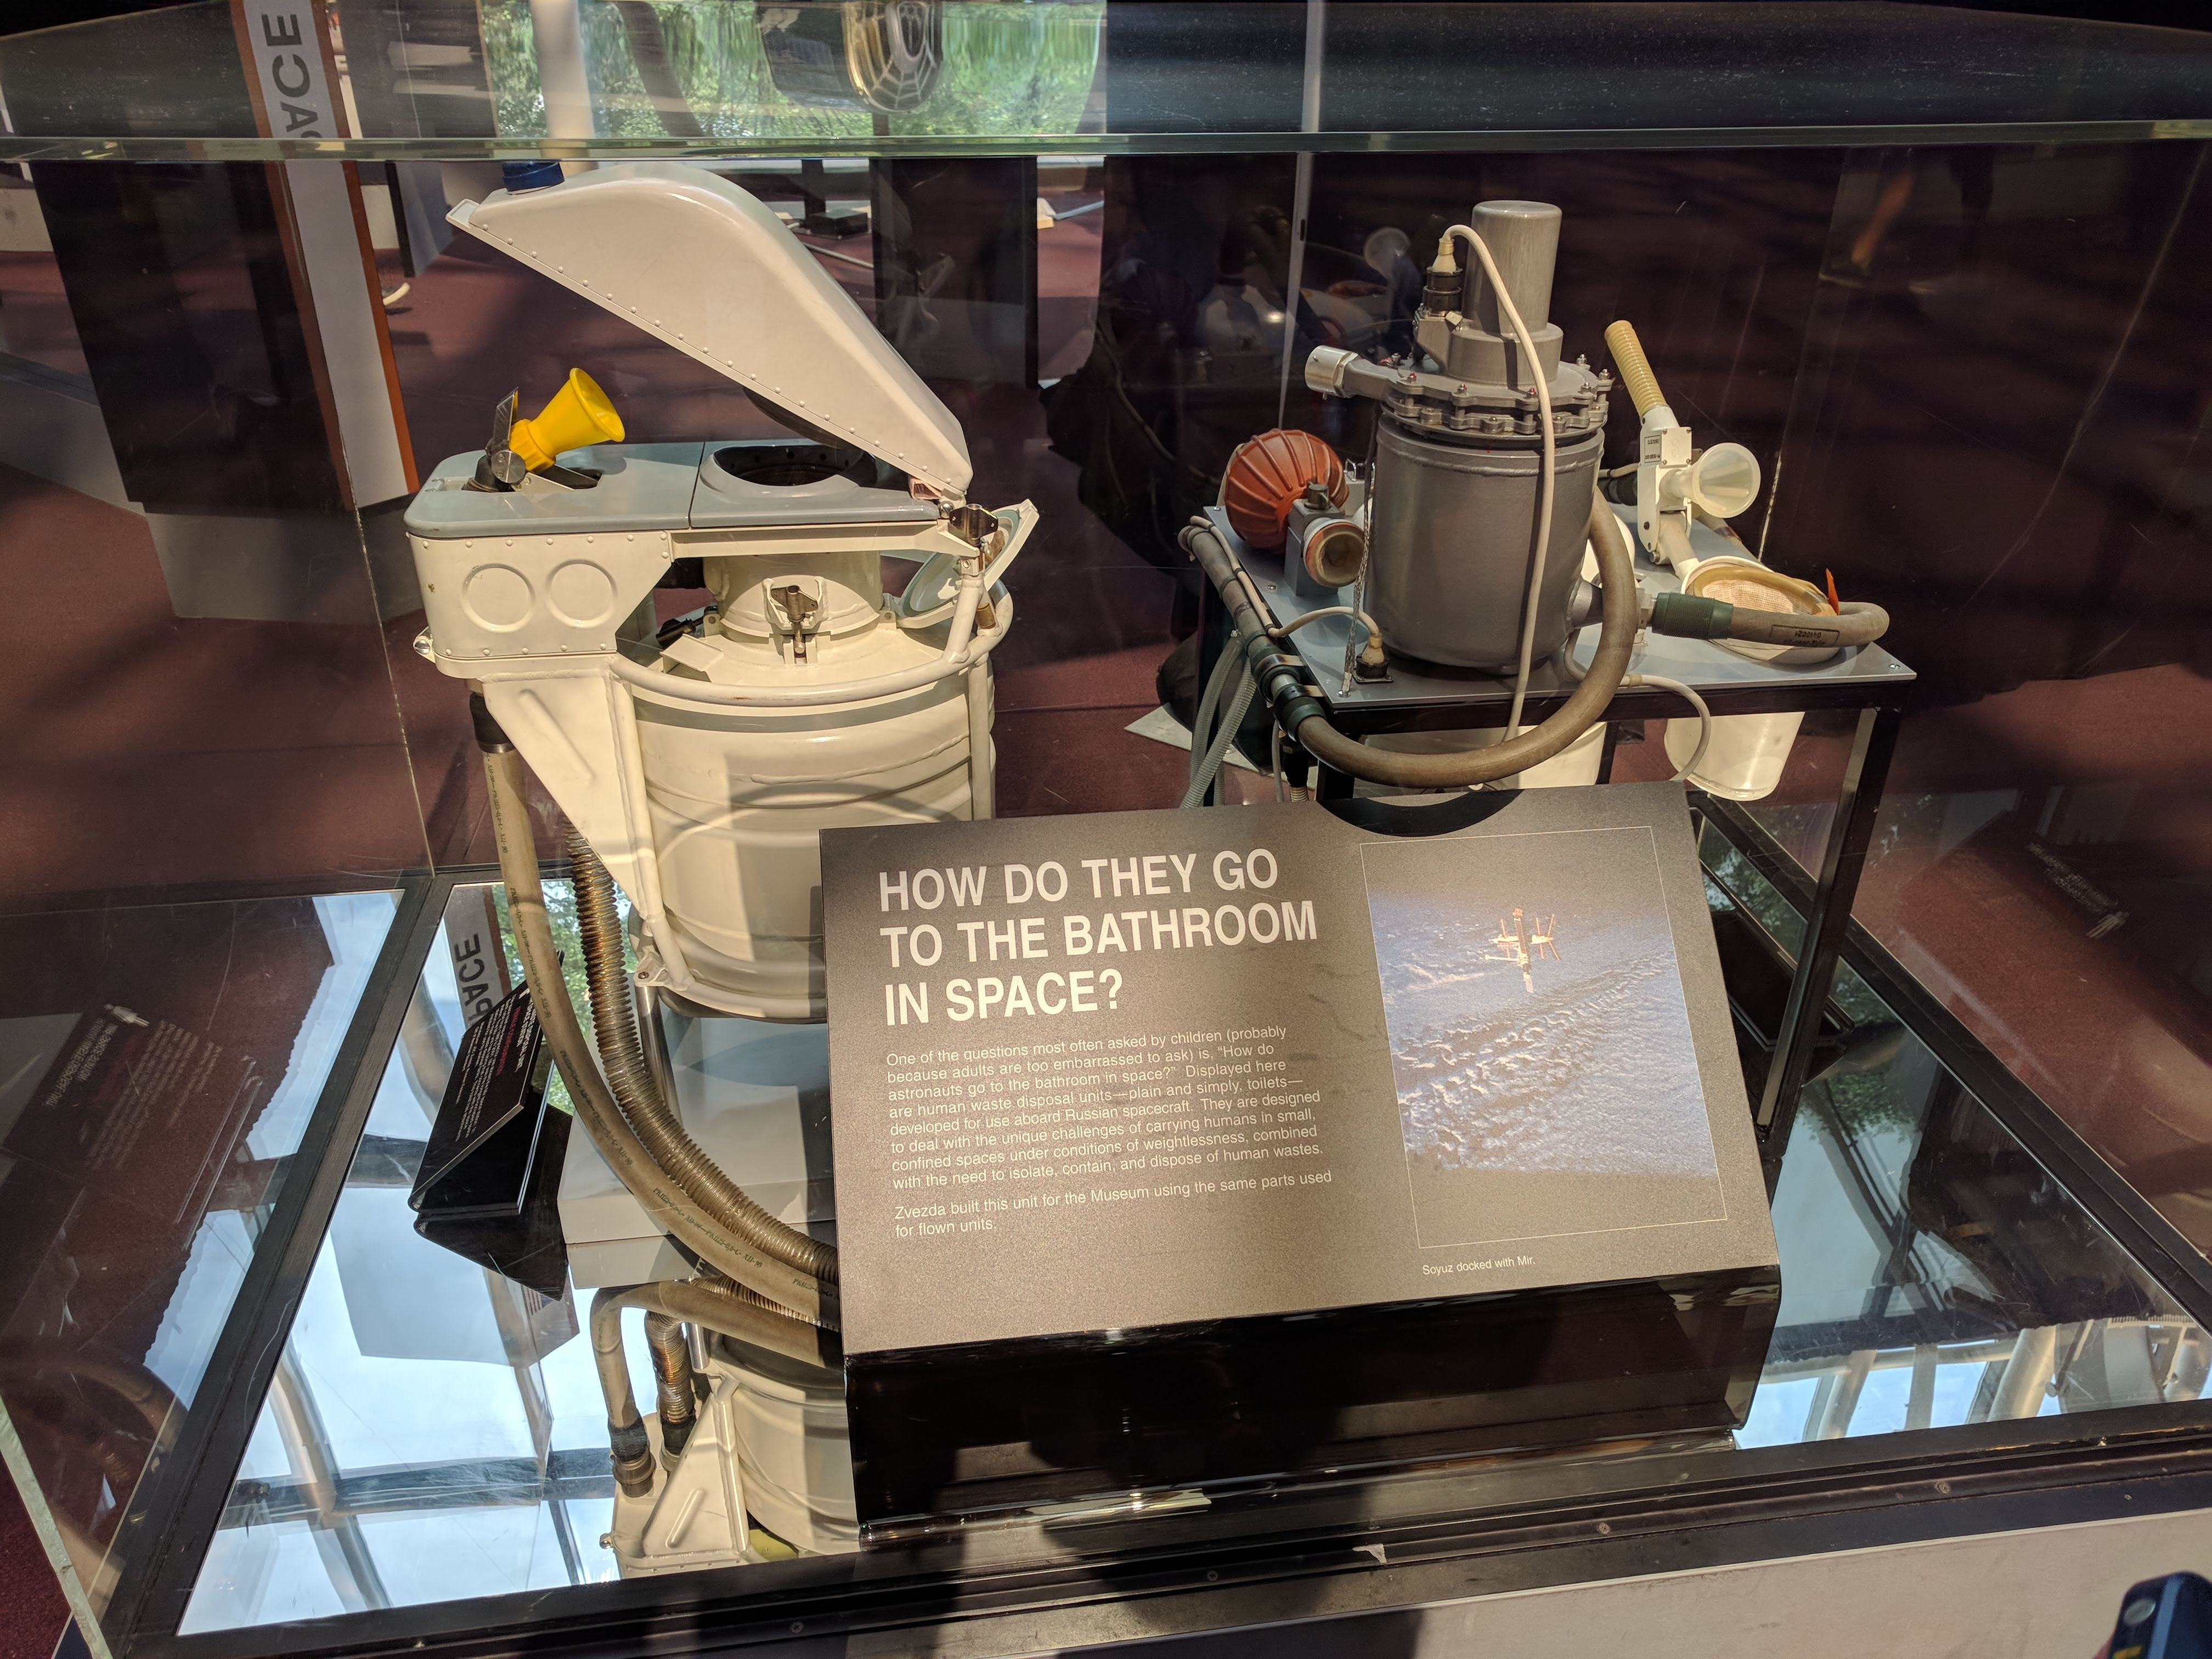 SPACE
HOW DO THEY GO
TO THE BATHROOM
IN SPACE?
One of the questions most often asked by children (probably
because adults are too embarrassed to ask) is, “How do
astronauts go to the bathroom in space?” Displayed here
are human waste disposal units—plain and simply, toilets—
developed for use aboard Russian spacecraft. They are designed
to deal with the unique challenges of carrying humans in small,
confined spaces under conditions of weightlessness, combined
with the need to isolate, contain, and dispose of human wastes.
Zvezda built this unit for the Museum using the same parts used
for flown units.
Soyuz docked with Mir.